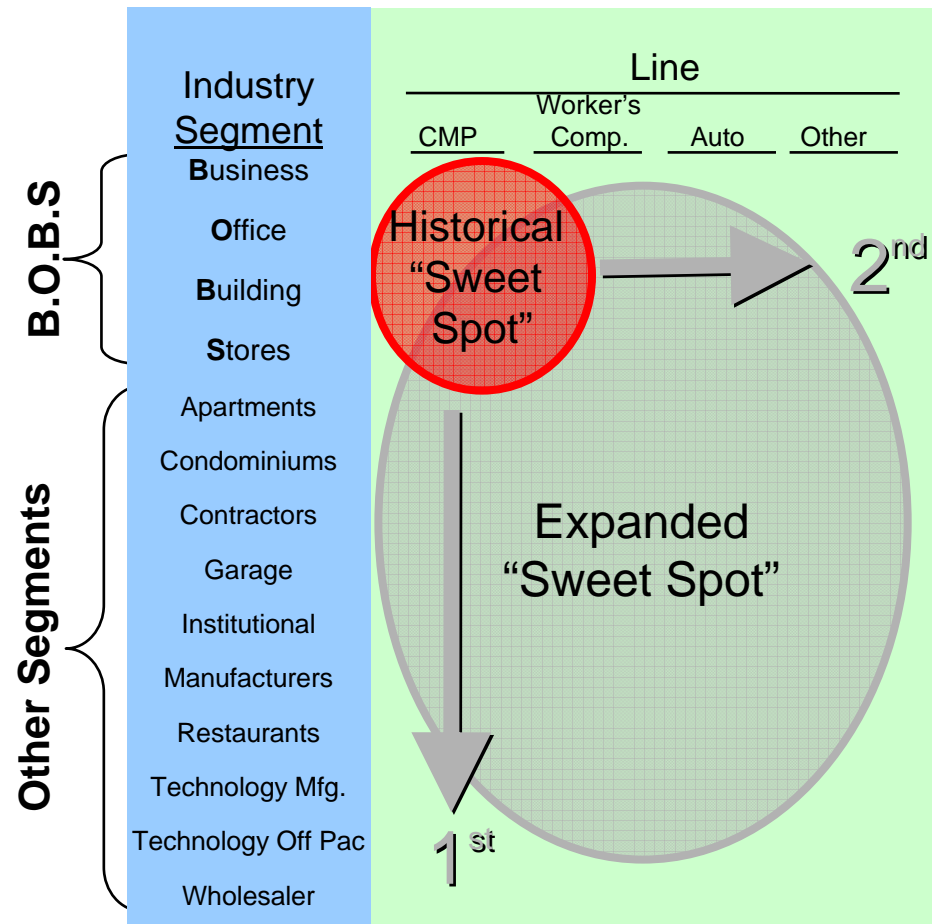 Industry
Segment
Line
CMP
Worker's
Comp.
Auto
Other
B.O.B.S
Business
Office
Building
Stores
Historical
“Sweet
Spot”
2nd
Other Segments
Apartments
Condominiums
Contractors
Garage
Institutional
Manufacturers
Restaurants
Technology Mfg.
Technology Off Pac
Wholesaler
Expanded
“Sweet Spot”
1st